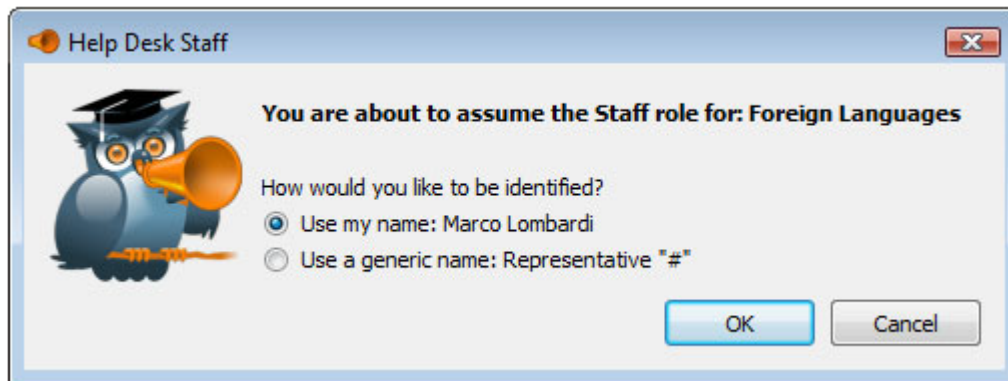 Help Desk Staff
You are about to assume the Staff role for: Foreign Languages
How would you like to be identified?
Use my name: Marco Lombardi
Use a generic name: Representative "#"
OK Cancel